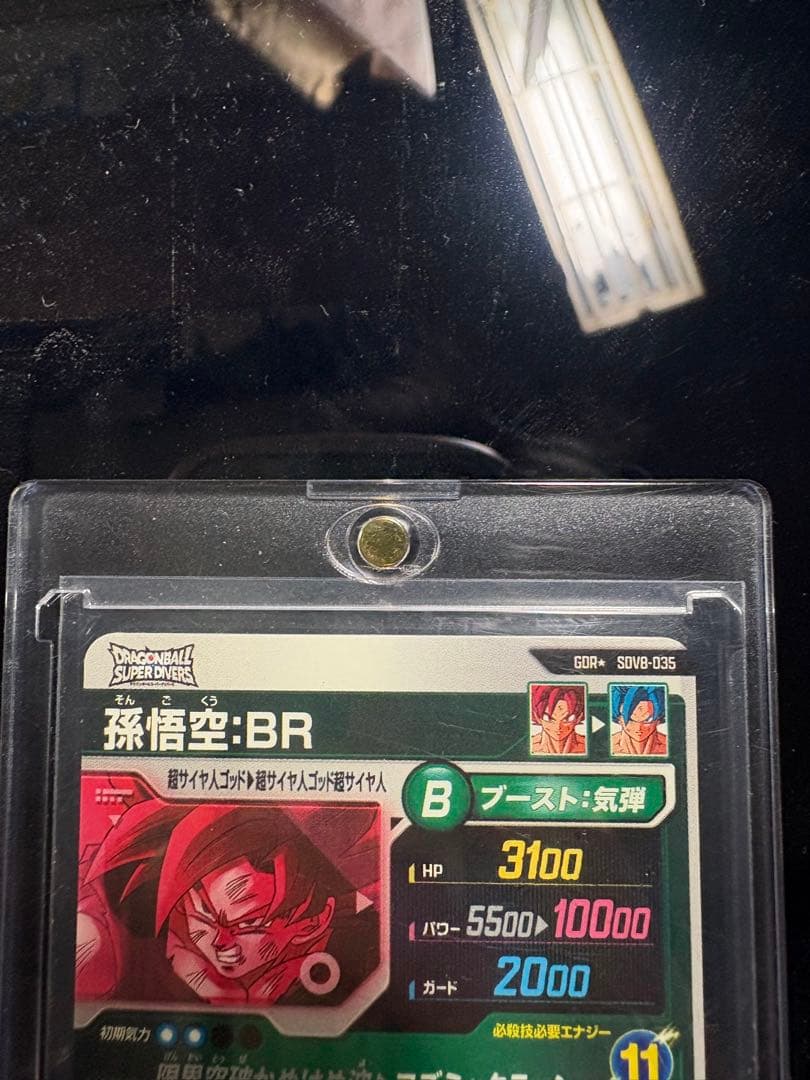 DRAGONBALL
SUPER DIVERS
GDR★ SDV8-035
そん ご くう
孫悟空:BR
超サイヤ人ゴッド▶超サイヤ人ゴッド超サイヤ人
B ブースト:気弾
HP 3100
パワー 5500▶10000
ガード 2000
初期気力
必殺技必要エナジー
11